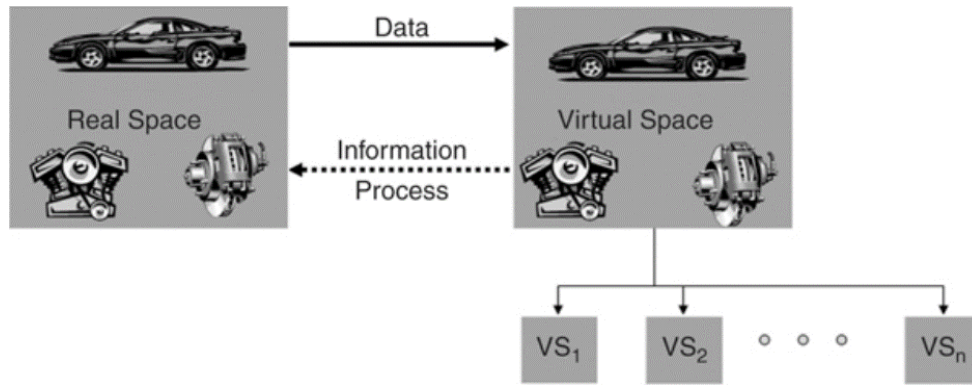 Data
Real Space
Virtual Space
Information
Process
VS₁
VS₂
VSₙ